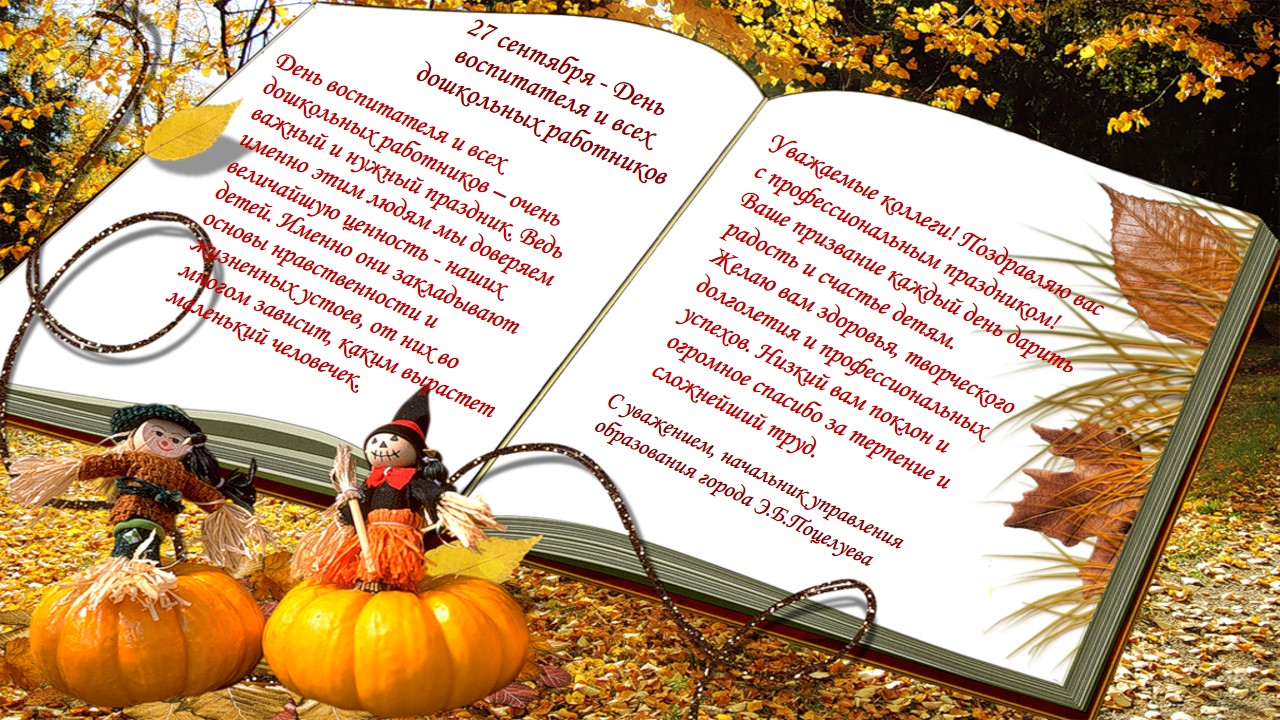 27 сентября - День
воспитателя и всех
дошкольных работников
День воспитателя и всех
дошкольных работников – очень
важный и нужный праздник. Ведь
именно этим людям мы доверяем
величайшую ценность - наших
детей. Именно они закладывают
основы нравственности и
жизненных устоев, от них во
многом зависит, каким вырастет
маленький человечек.
Уважаемые коллеги! Поздравляю вас
с профессиональным праздником!
Ваше призвание каждый день дарить
радость и счастье детям.
Желаю вам здоровья, творческого
долголетия и профессиональных
успехов. Низкий вам поклон и
огромное спасибо за терпение и
сложнейший труд.
С уважением, начальник управления
образования города Э.Б.Поцелуева